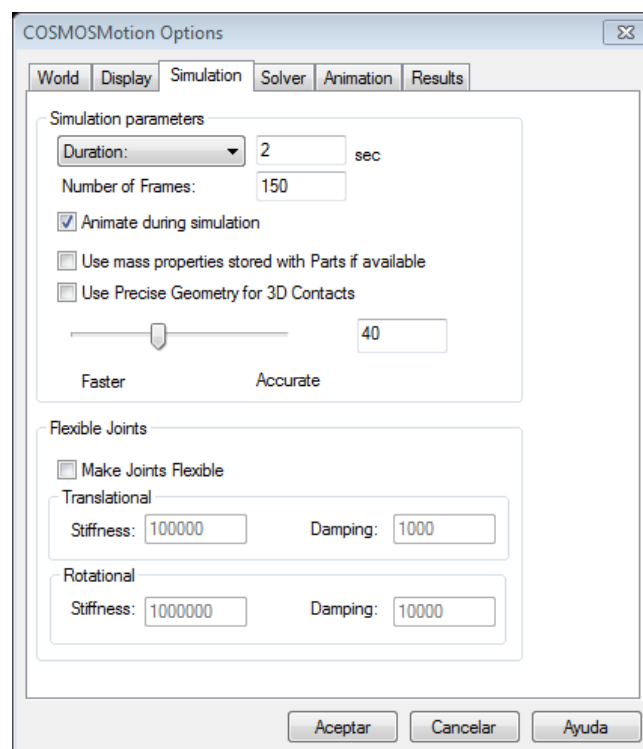 COSMOSMotion Options
World Display Simulation Solver Animation Results
Simulation parameters
Duration: 2 sec
Number of Frames: 150
Animate during simulation
Use mass properties stored with Parts if available
Use Precise Geometry for 3D Contacts
40
Faster Accurate
Flexible Joints
Make Joints Flexible
Translational
Stiffness: 100000 Damping: 1000
Rotational
Stiffness: 1000000 Damping: 10000
Aceptar Cancelar Ayuda